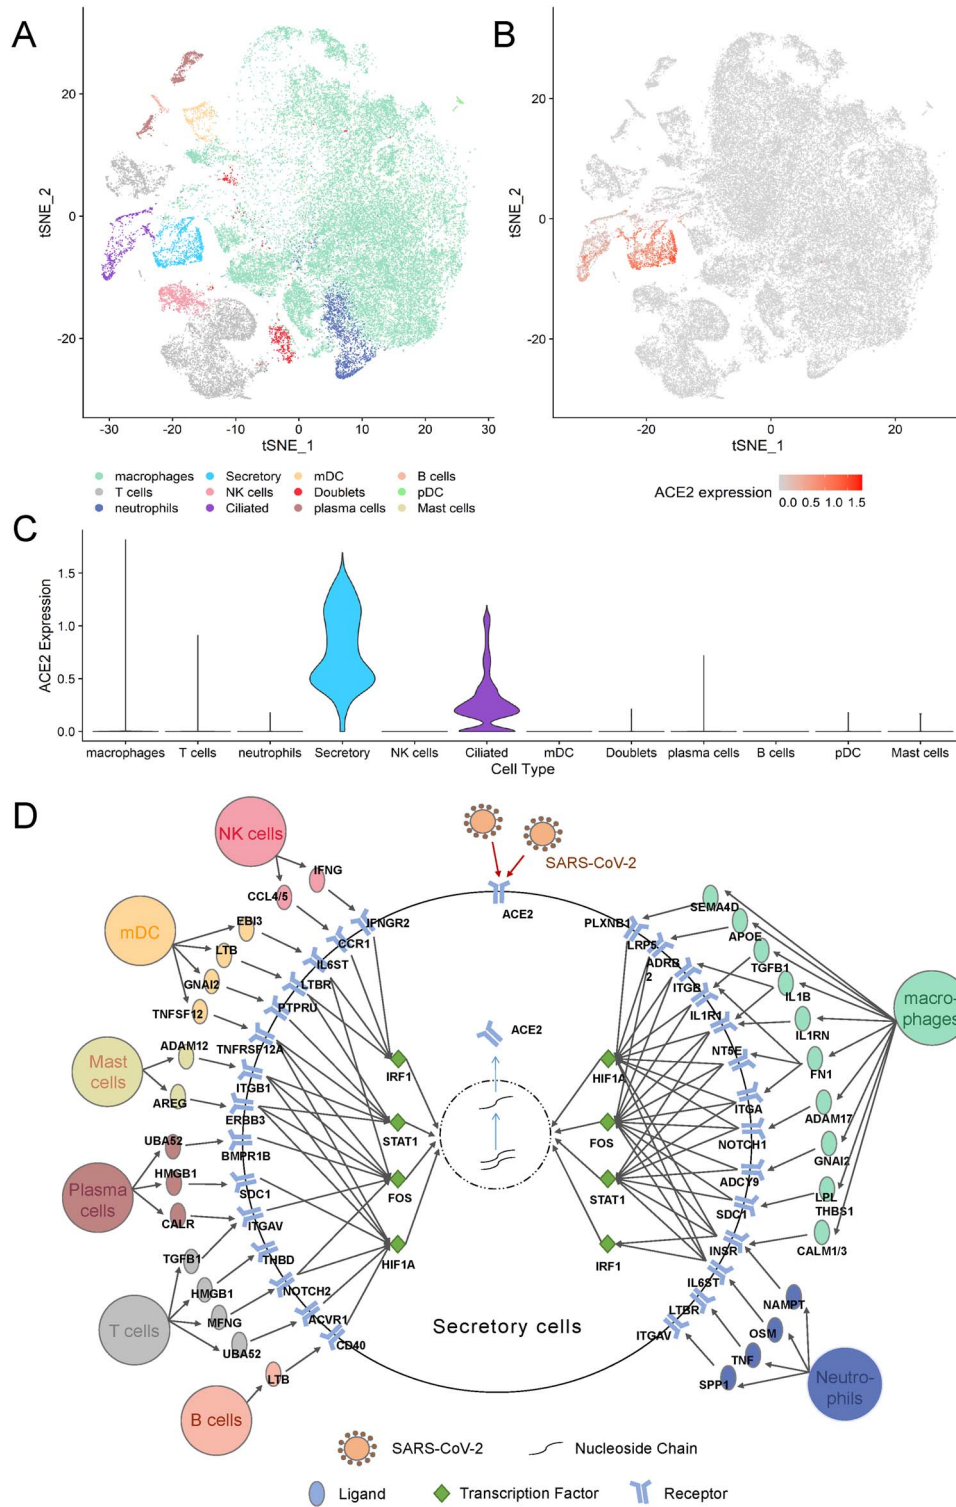 A
B
tSNE_2
20
0
-20
-30
-20
-10
0
10
20
30
tSNE_1
tSNE_2
20
0
-20
-20
0
20
tSNE_1
macrophages
Secretory
mDC
B cells
T cells
NK cells
Doublets
pDC
neutrophils
Ciliated
plasma cells
Mast cells
ACE2 expression
0.0 0.5 1.0 1.5
C
ACE2 Expression
1.5
1.0
0.5
0.0
macrophages
T cells
neutrophils
Secretory
NK cells
Ciliated
mDC
Doublets
plasma cells
B cells
pDC
Mast cells
Cell Type
D
NK cells
IFNG
CCL4/5
SARS-CoV-2
ACE2
mDC
EBI3
LTB
GNAI2
TNFSF12
Mast
cells
ADAM12
AREG
Plasma
cells
UBA52
HMGB1
CALR
T cells
TGFB1
HMGB1
MFNG
UBA52
B cells
LTB
IFNGR2
CCR1
IL6ST
LTBR
PTPRU
TNFRSF12A
ITGB1
ERBB3
BMPR1B
SDC1
ITGAV
THBD
NOTCH2
ACVR1
CD40
IRF1
STAT1
FOS
HIF1A
ACE2
HIF1A
FOS
STAT1
IRF1
Secretory cells
PLXNB1
LRP5
ADRB
2
ITGB
IL1R1
NT5E
ITGA
NOTCH1
ADCY9
SDC1
INSR
IL6ST
LTBR
ITGAV
SEMA4D
APOE
TGFB1
IL1B
IL1RN
FN1
ADAM17
GNAI2
LPL
THBS1
CALM1/3
macro-
phages
NAMPT
OSM
TNF
SPP1
Neutro-
phils
SARS-CoV-2
Nucleoside Chain
Ligand
Transcription Factor
Receptor